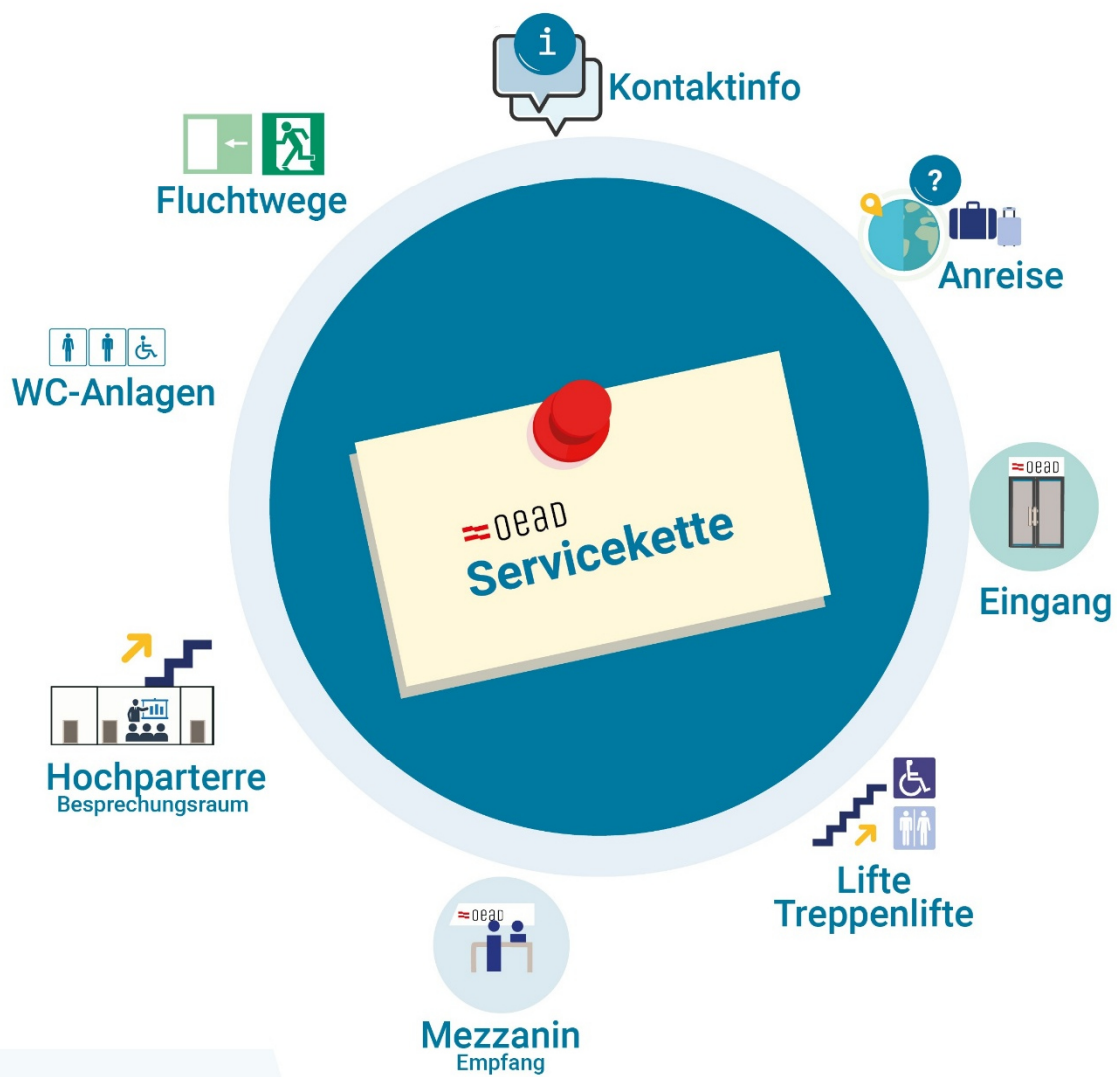 i
Kontaktinfo
?
Anreise
oead
Eingang
Lifte
Treppenlifte
oead
Mezzanin
Empfang
Hochparterre
Besprechungsraum
WC-Anlagen
Fluchtwege
oead
Servicekette